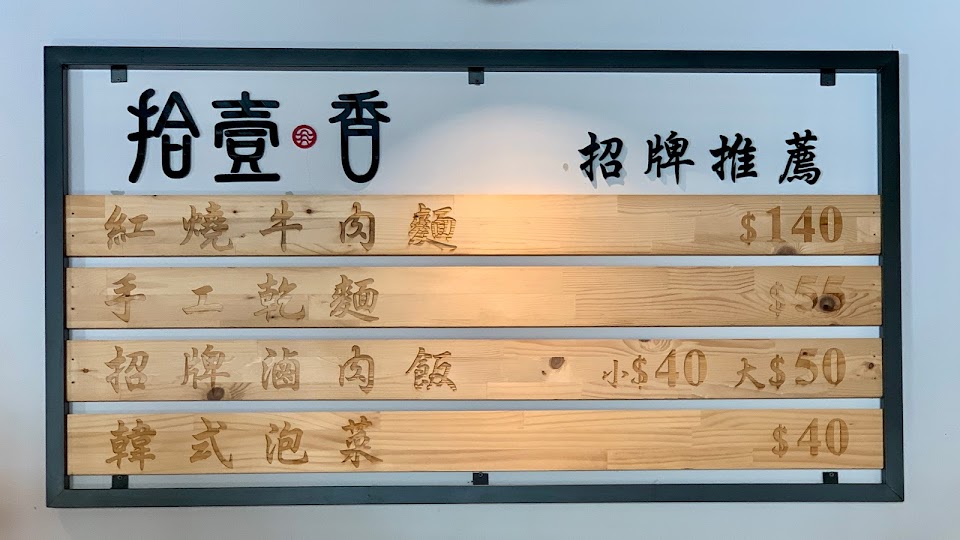 拾壹香
招牌推薦
紅燒牛肉麵 $140
手工乾麵 $55
招牌滷肉飯 小$40 大$50
韓式泡菜 $40